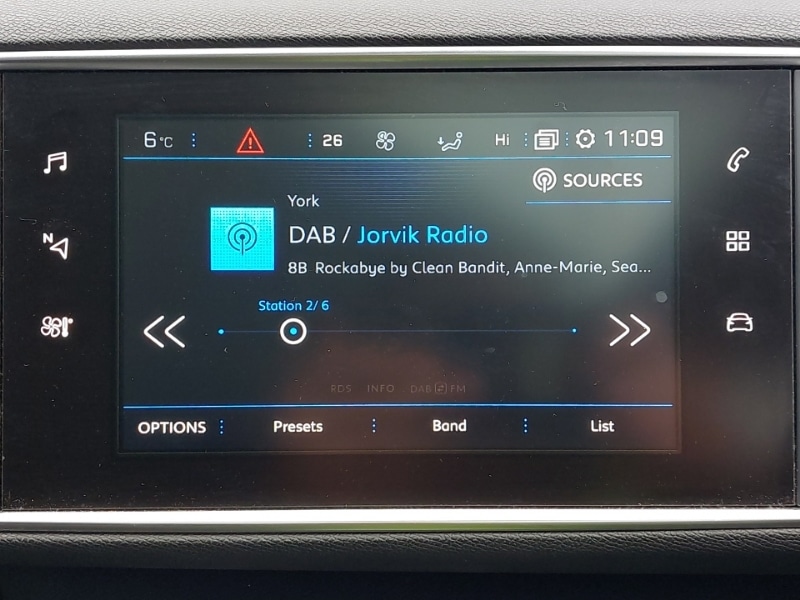 6°C 26 Hi 11:09
SOURCES
York
DAB / Jorvik Radio
8B Rockabye by Clean Bandit, Anne-Marie, Sea...
Station 2/ 6
RDS INFO DAB FM
OPTIONS Presets Band List
N